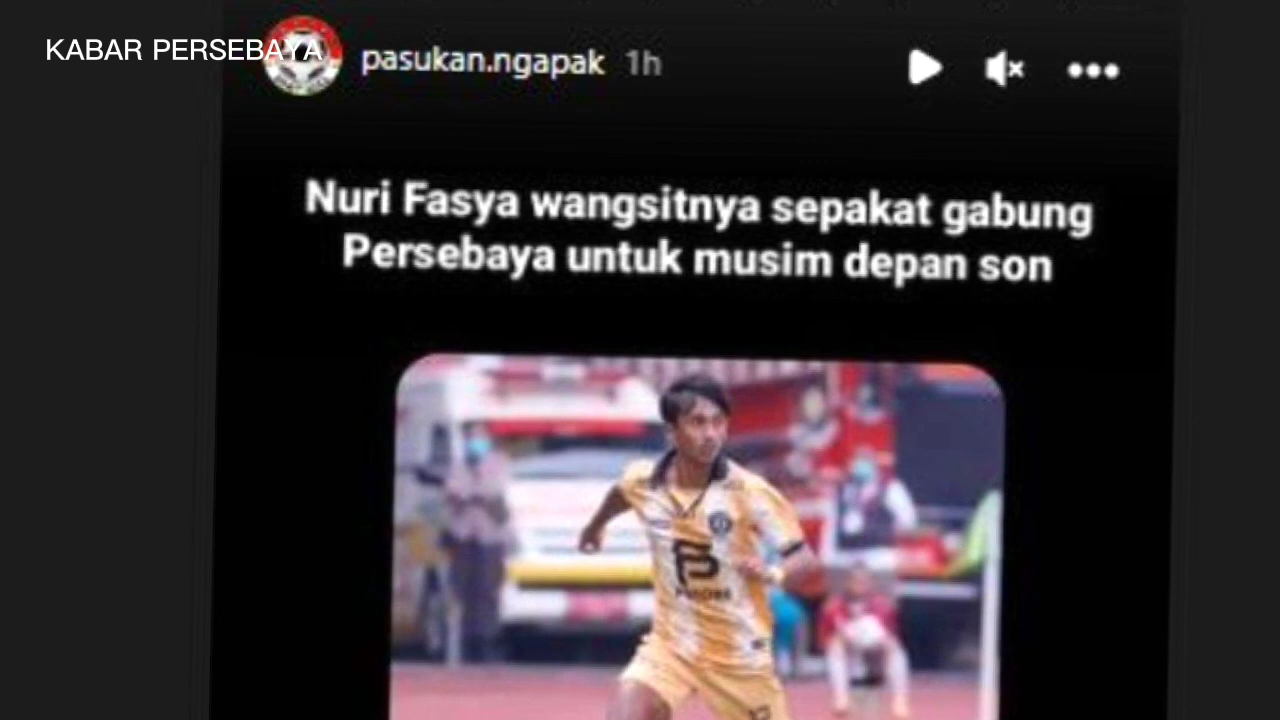 KABAR PERSEBAYA
pasukan.ngapak 1h
Nuri Fasya wangsitnya sepakat gabung
Persebaya untuk musim depan son